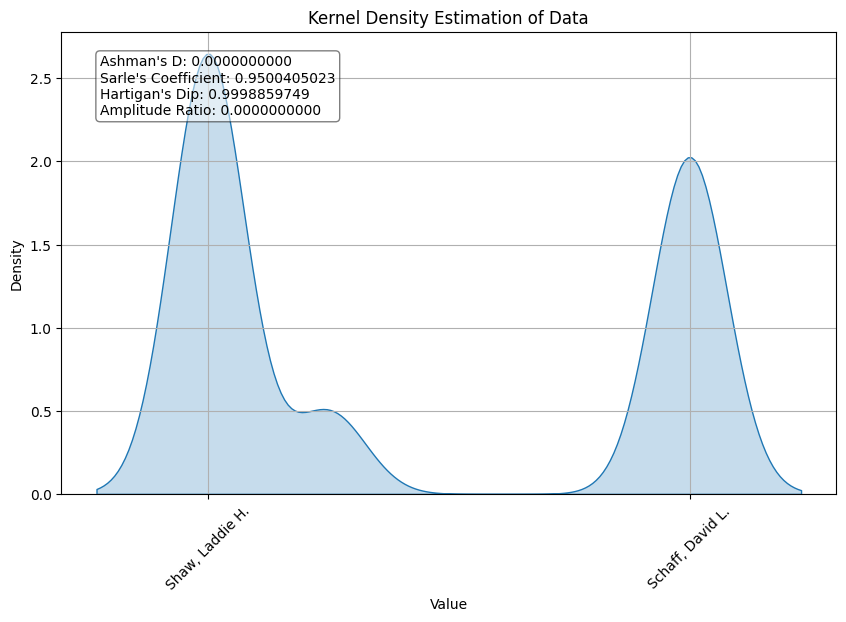 Kernel Density Estimation of Data
Ashman's D: 0.0000000000
Sarle's Coefficient: 0.9500405023
Hartigan's Dip: 0.9998859749
Amplitude Ratio: 0.0000000000
2.5
2.0
1.5
1.0
0.5
0.0
Density
Shaw, Laddie H.
Schaff, David L.
Value